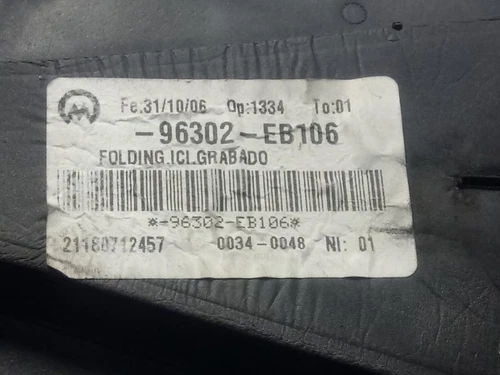 Fe:31/10/06 Op:1334 To:01
-96302-EB106
FOLDING.ICI.GRABADO
*-96302-EB106*
21180712457 0034-0048 NI: 01